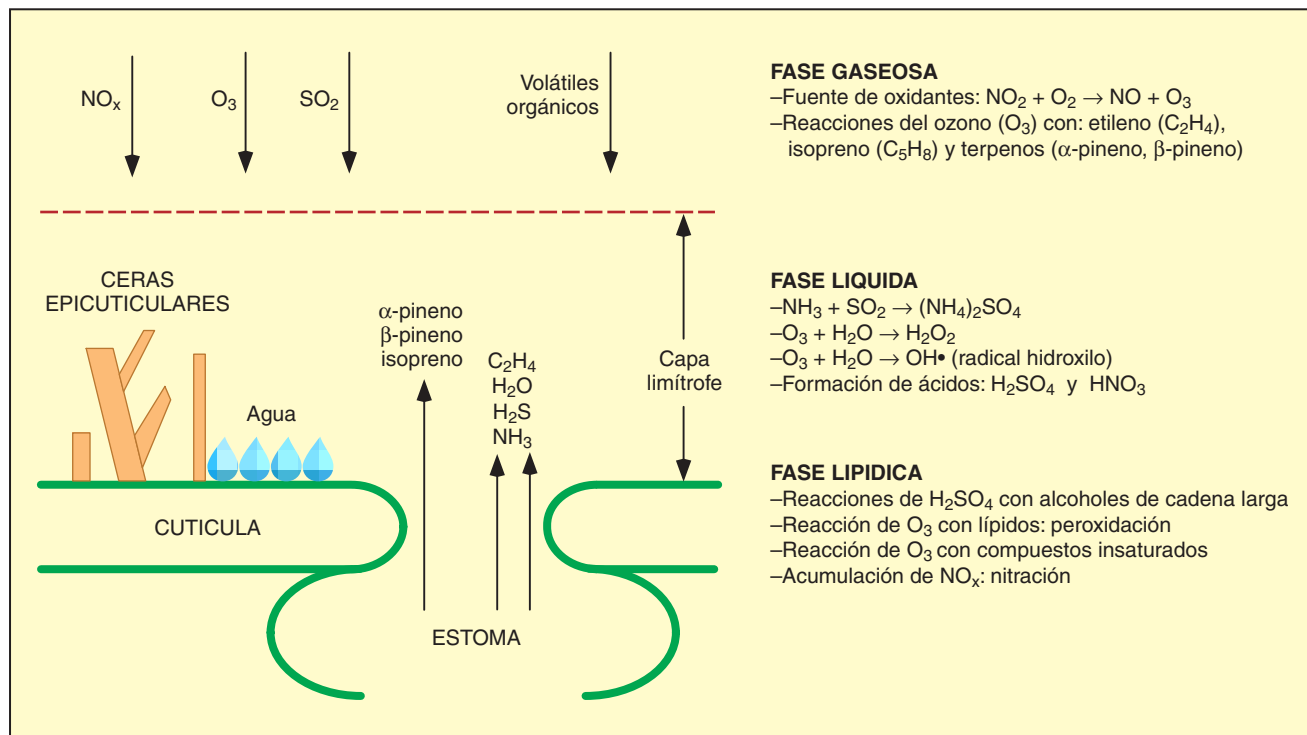 NOₓ
O₃
SO₂
Volátiles
orgánicos
CERAS
EPICUTICULARES
Agua
α-pineno
β-pineno
isopreno
C₂H₄
H₂O
H₂S
NH₃
Capa
limítrofe
CUTICULA
ESTOMA
FASE GASEOSA
–Fuente de oxidantes: NO₂ + O₂ → NO + O₃
–Reacciones del ozono (O₃) con: etileno (C₂H₄),
isopreno (C₅H₈) y terpenos (α-pineno, β-pineno)
FASE LIQUIDA
–NH₃ + SO₂ → (NH₄)₂SO₄
–O₃ + H₂O → H₂O₂
–O₃ + H₂O → OH• (radical hidroxilo)
–Formación de ácidos: H₂SO₄ y HNO₃
FASE LIPIDICA
–Reacciones de H₂SO₄ con alcoholes de cadena larga
–Reacción de O₃ con lípidos: peroxidación
–Reacción de O₃ con compuestos insaturados
–Acumulación de NOₓ: nitración